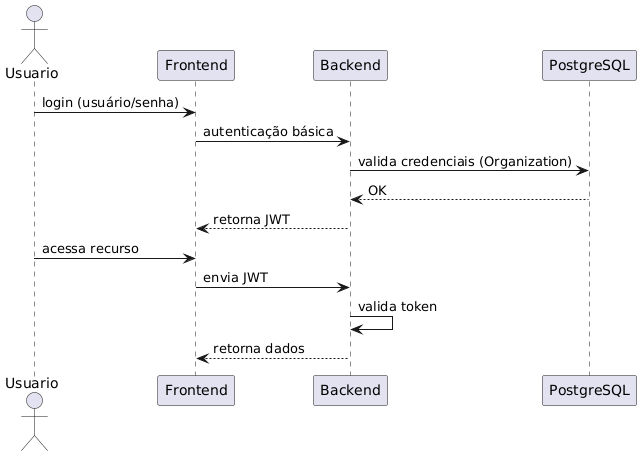 Usuario
Frontend
Backend
PostgreSQL
login (usuário/senha)
autenticação básica
valida credenciais (Organization)
OK
retorna JWT
acessa recurso
envia JWT
valida token
retorna dados
Usuario
Frontend
Backend
PostgreSQL